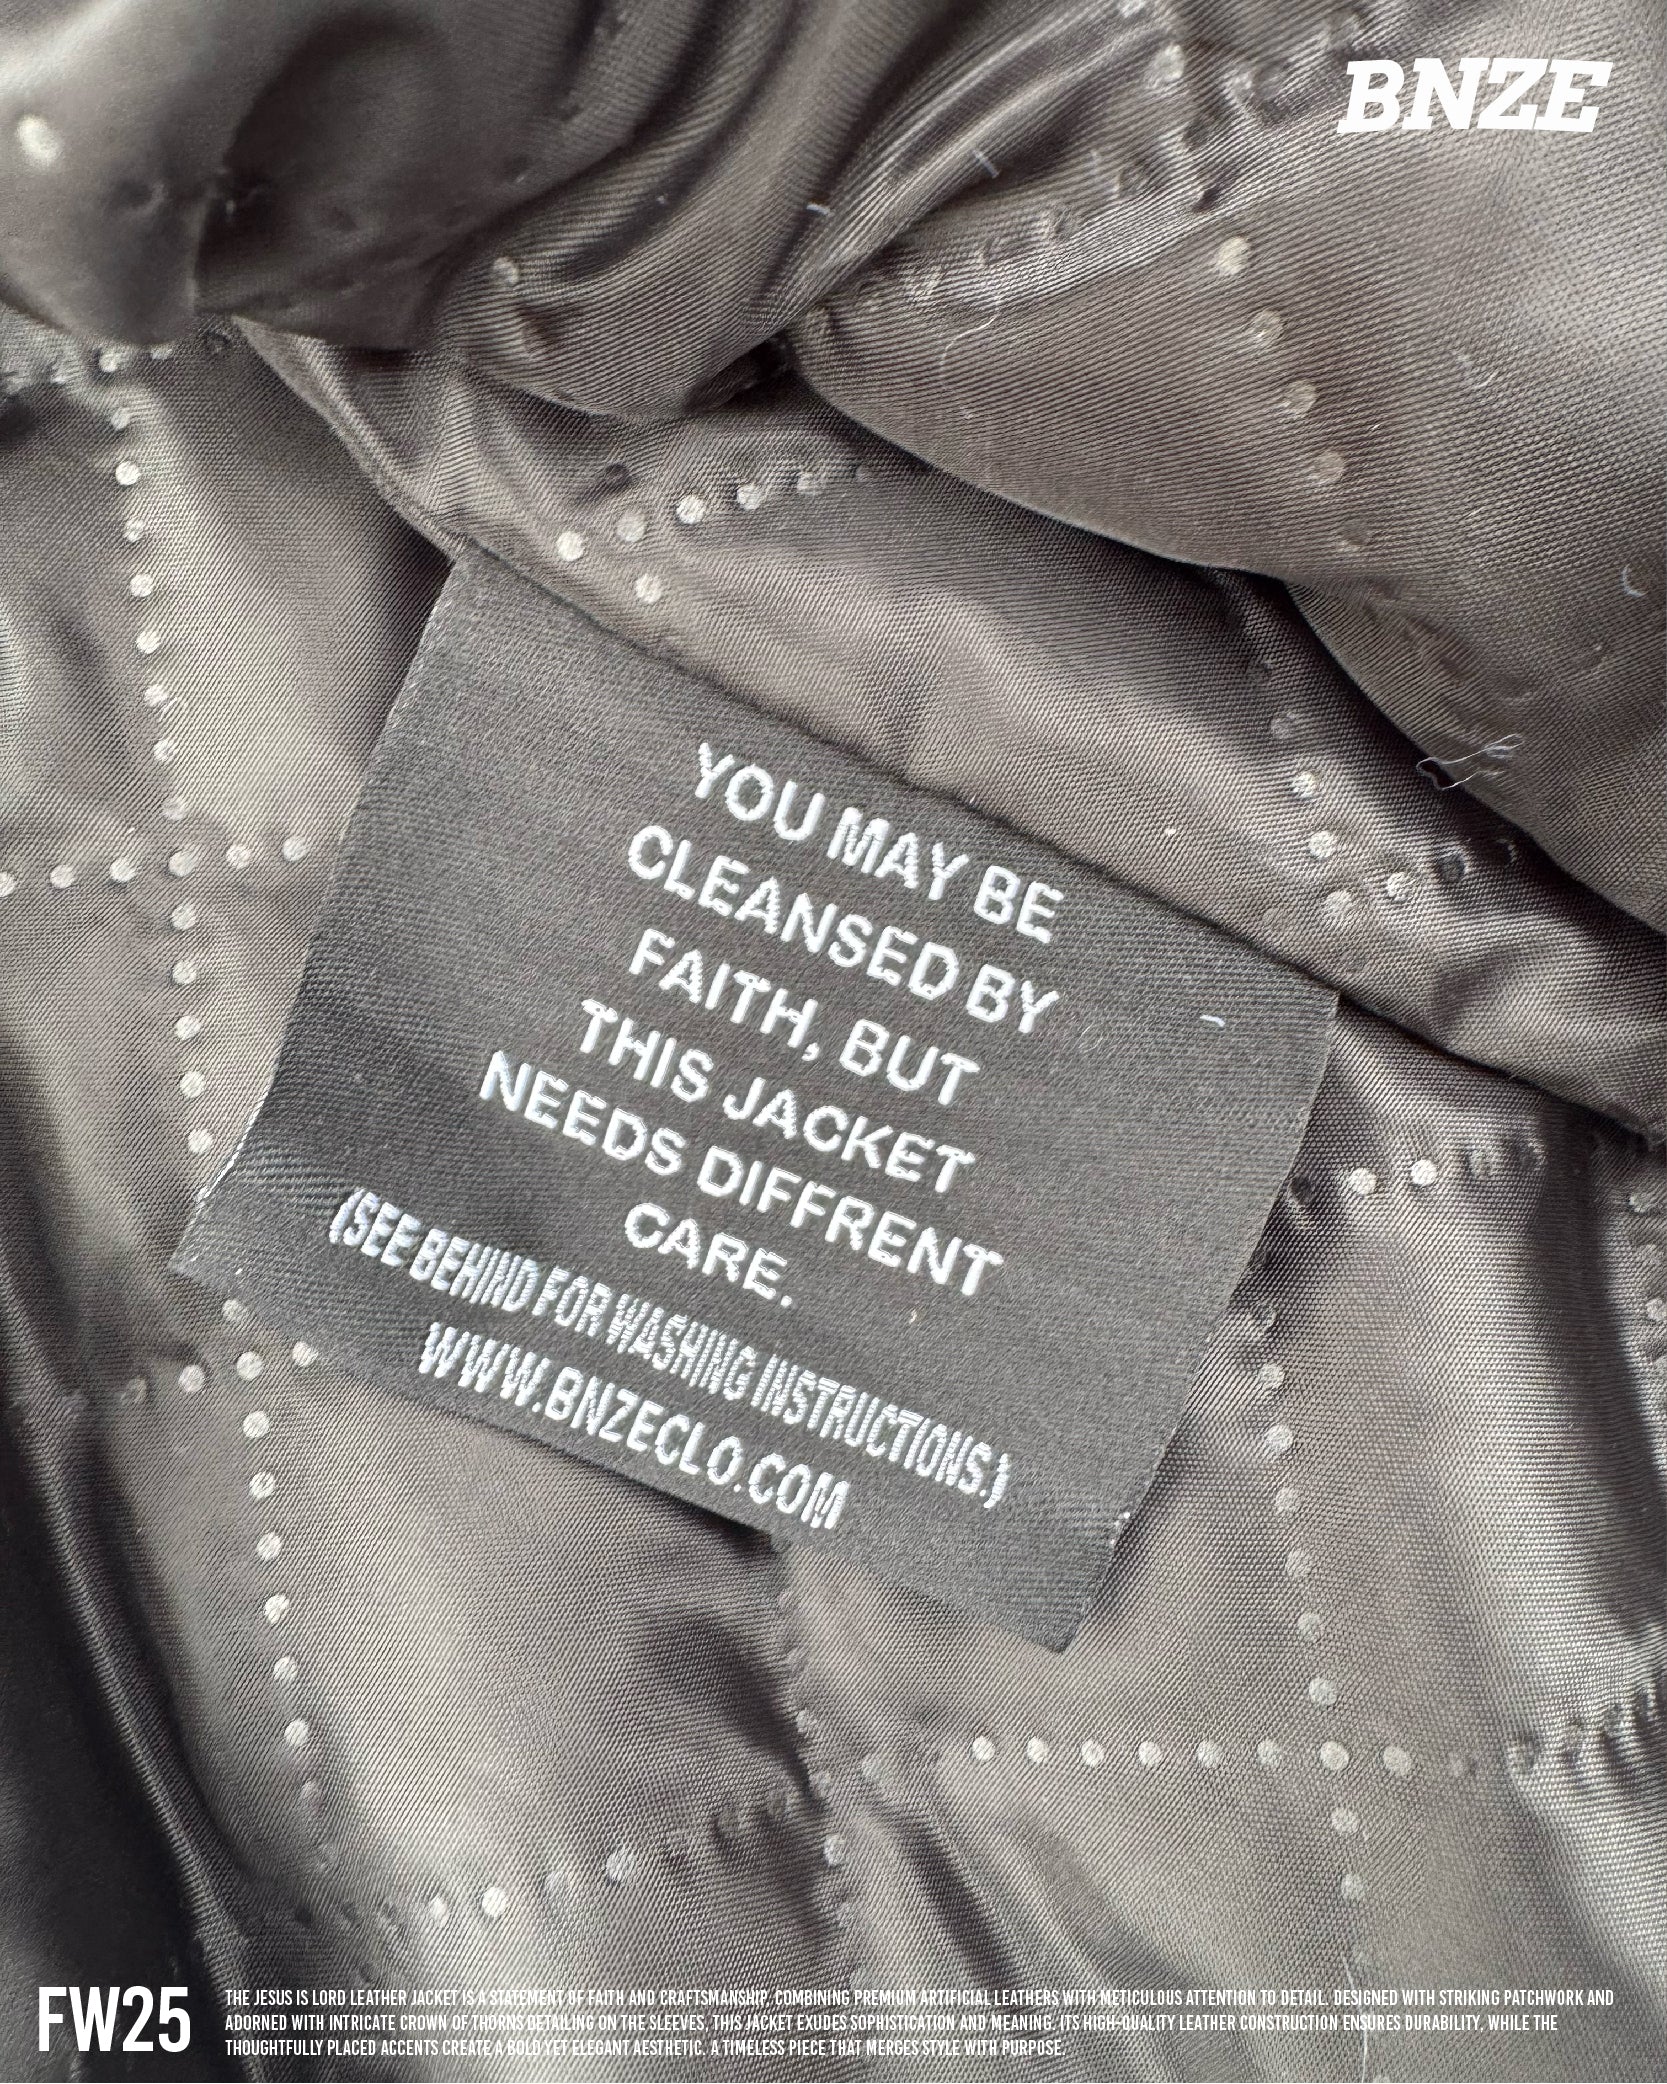 BNZE
YOU MAY BE
CLEANSED BY
FAITH, BUT
THIS JACKET
NEEDS DIFFRENT
CARE.
(SEE BEHIND FOR WASHING INSTRUCTIONS.)
WWW.BNZECLO.COM
FW25
THE JESUS IS LORD LEATHER JACKET IS A STATEMENT OF FAITH AND CRAFTSMANSHIP, COMBINING PREMIUM ARTIFICIAL LEATHERS WITH METICULOUS ATTENTION TO DETAIL. DESIGNED WITH STRIKING PATCHWORK AND
ADORNED WITH INTRICATE CROWN OF THORNS DETAILING ON THE SLEEVES, THIS JACKET EXUDES SOPHISTICATION AND MEANING. ITS HIGH-QUALITY LEATHER CONSTRUCTION ENSURES DURABILITY, WHILE THE
THOUGHTFULLY PLACED ACCENTS CREATE A BOLD YET ELEGANT AESTHETIC. A TIMELESS PIECE THAT MERGES STYLE WITH PURPOSE.